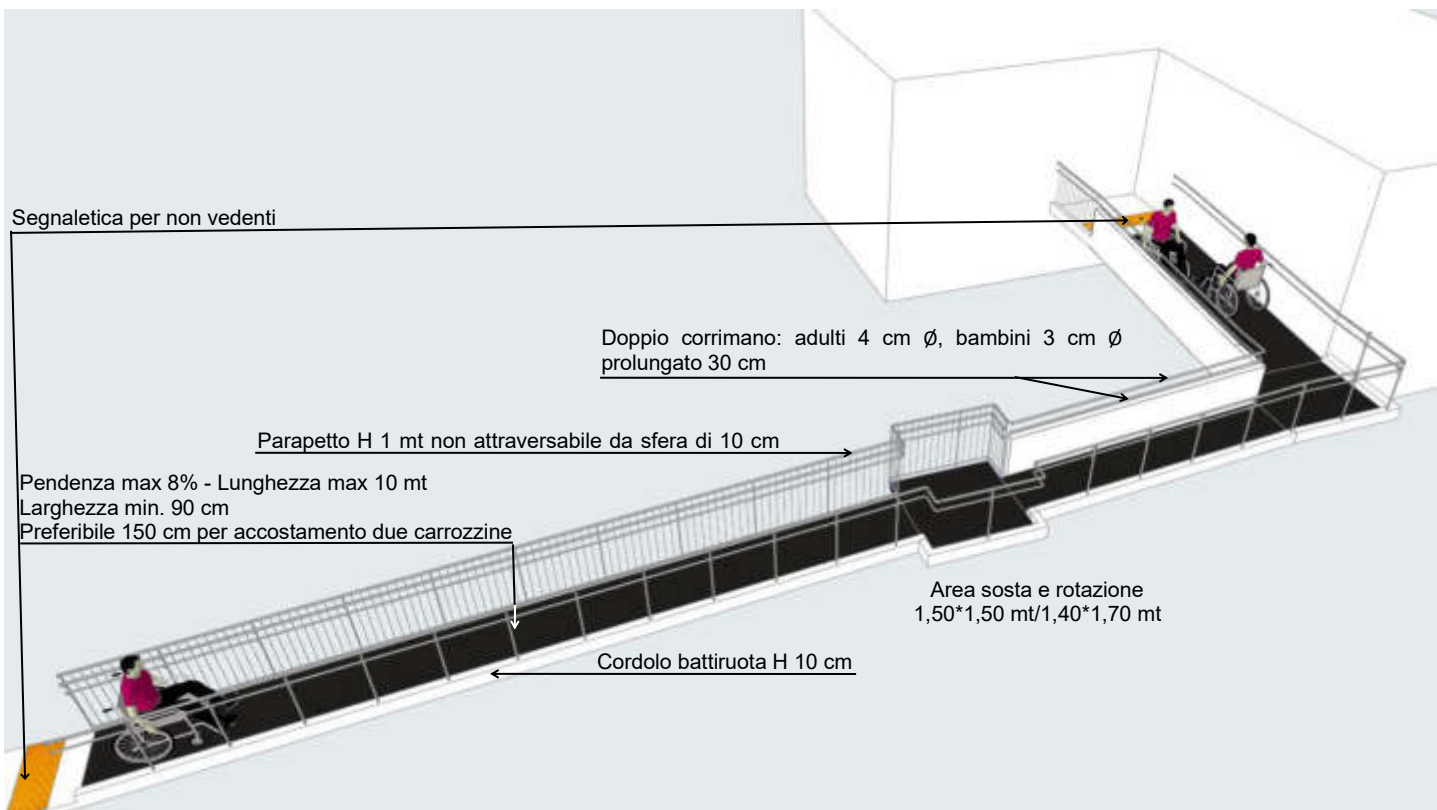 Segnaletica per non vedenti
Doppio corrimano: adulti 4 cm Ø, bambini 3 cm Ø
prolungato 30 cm
Parapetto H 1 mt non attraversabile da sfera di 10 cm
Pendenza max 8% - Lunghezza max 10 mt
Larghezza min. 90 cm
Preferibile 150 cm per accostamento due carrozzine
Area sosta e rotazione
1,50*1,50 mt/1,40*1,70 mt
Cordolo battiruota H 10 cm